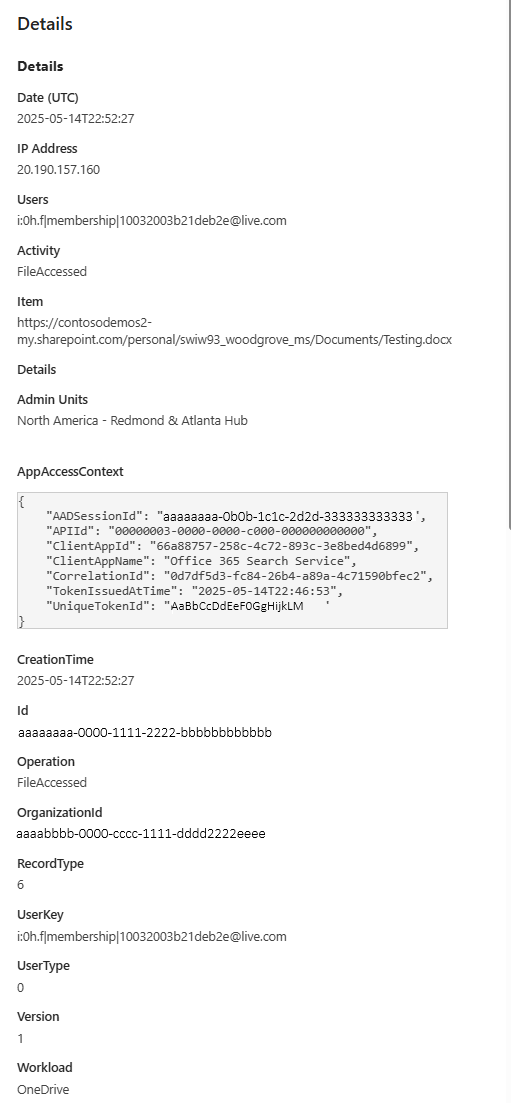 Details
Details
Date (UTC)
2025-05-14T22:52:27
IP Address
20.190.157.160
Users
i:0h.f|membership|10032003b21deb2e@live.com
Activity
FileAccessed
Item
https://contosodemos2-
my.sharepoint.com/personal/swiw93_woodgrove_ms/Documents/Testing.docx
Details
Admin Units
North America - Redmond & Atlanta Hub
AppAccessContext
{
    "AADSessionId": "aaaaaaaa-0b0b-1c1c-2d2d-333333333333',
    "APIId": "00000003-0000-0000-c000-000000000000",
    "ClientAppId": "66a88757-258c-4c72-893c-3e8bed4d6899",
    "ClientAppName": "Office 365 Search Service",
    "CorrelationId": "0d7df5d3-fc84-26b4-a89a-4c71590bfec2",
    "TokenIssuedAtTime": "2025-05-14T22:46:53",
    "UniqueTokenId": "AaBbCcDdEeF0GgHijkLM '
}
CreationTime
2025-05-14T22:52:27
Id
aaaaaaaa-0000-1111-2222-bbbbbbbbbbbb
Operation
FileAccessed
OrganizationId
aaaabbbb-0000-cccc-1111-dddd2222eeee
RecordType
6
UserKey
i:0h.f|membership|10032003b21deb2e@live.com
UserType
0
Version
1
Workload
OneDrive